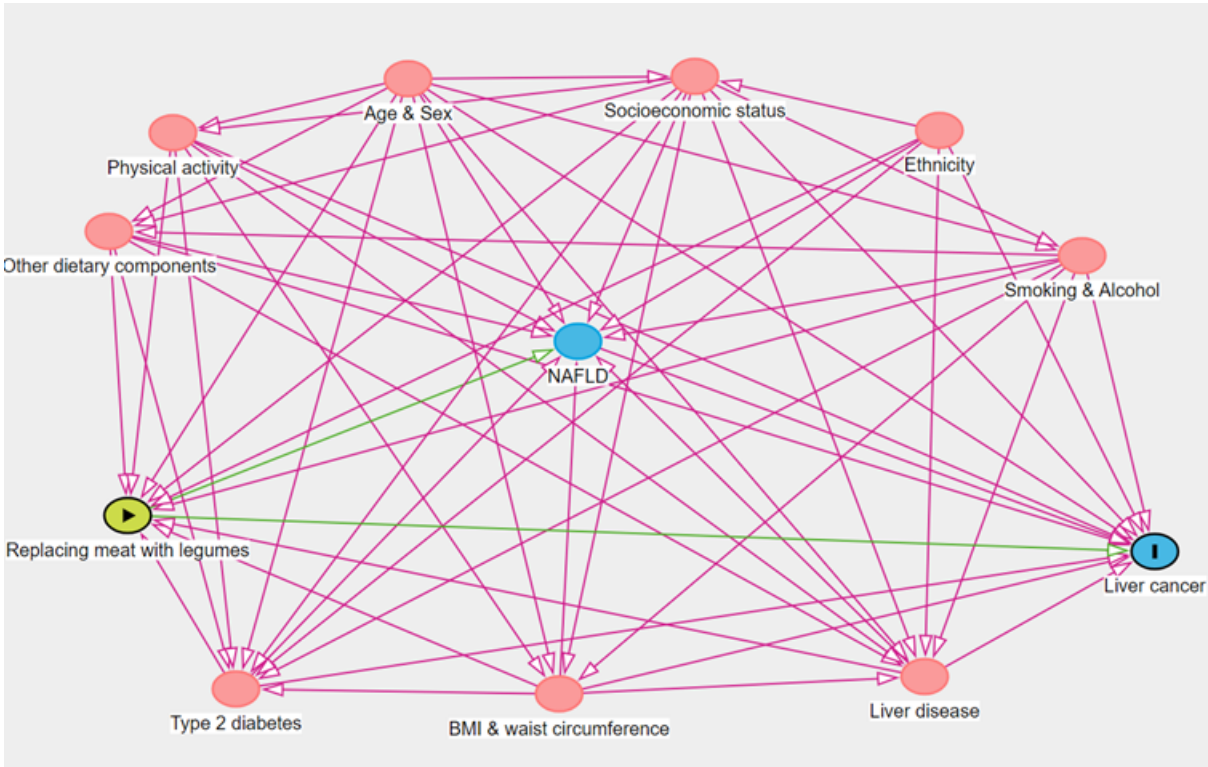 Age & Sex
Socioeconomic status
Physical activity
Ethnicity
Other dietary components
Smoking & Alcohol
NAFLD
Replacing meat with legumes
Liver cancer
Type 2 diabetes
BMI & waist circumference
Liver disease